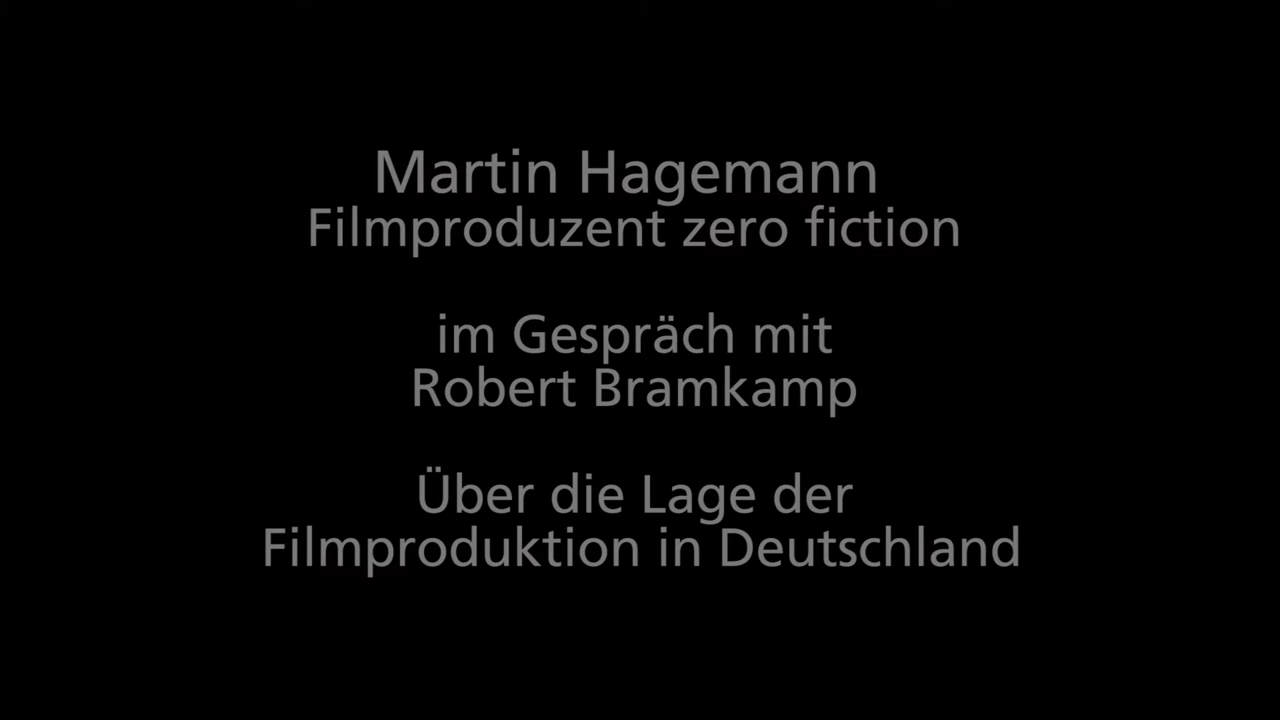 Martin Hagemann
Filmproduzent zero fiction
im Gespräch mit
Robert Bramkamp
Über die Lage der
Filmproduktion in Deutschland